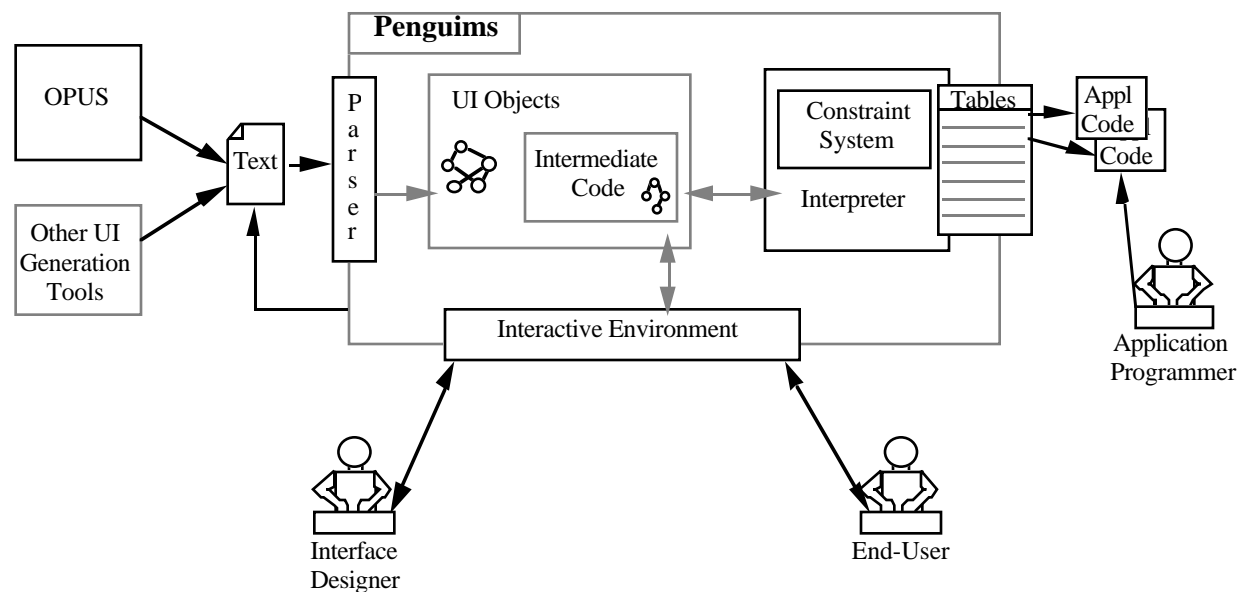 Penguims
OPUS
Text
Parser
UI Objects
Intermediate
Code
Constraint
System
Interpreter
Tables
Appl
Code
Code
Other UI
Generation
Tools
Interactive Environment
Application
Programmer
Interface
Designer
End-User